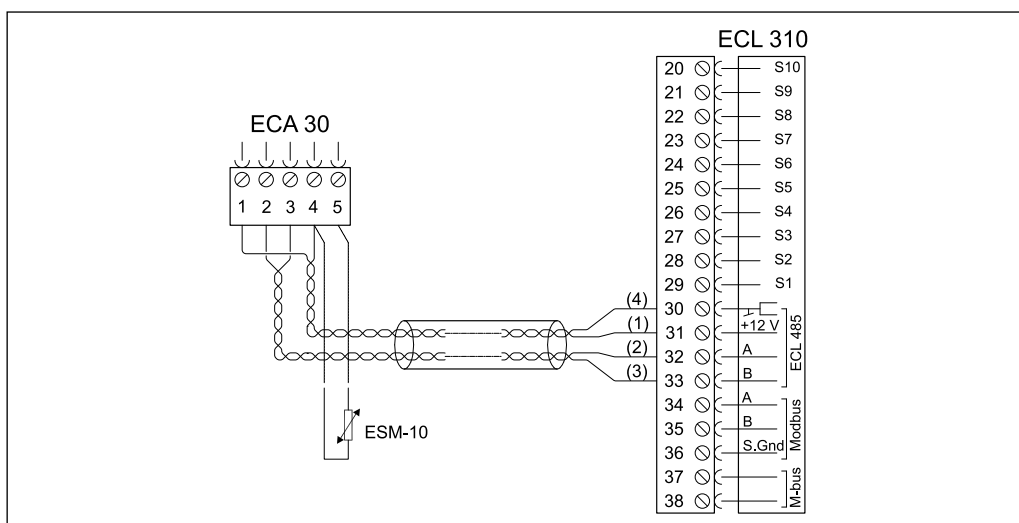 ECL 310
ECA 30
1 2 3 4 5
20 S10
21 S9
22 S8
23 S7
24 S6
25 S5
26 S4
27 S3
28 S2
29 S1
(4) 30
(1) 31 +12 V
(2) 32 A
(3) 33 B
ECL 485
34 A
35 B
36 S.Gnd
Modbus
37
38
M-bus
ESM-10